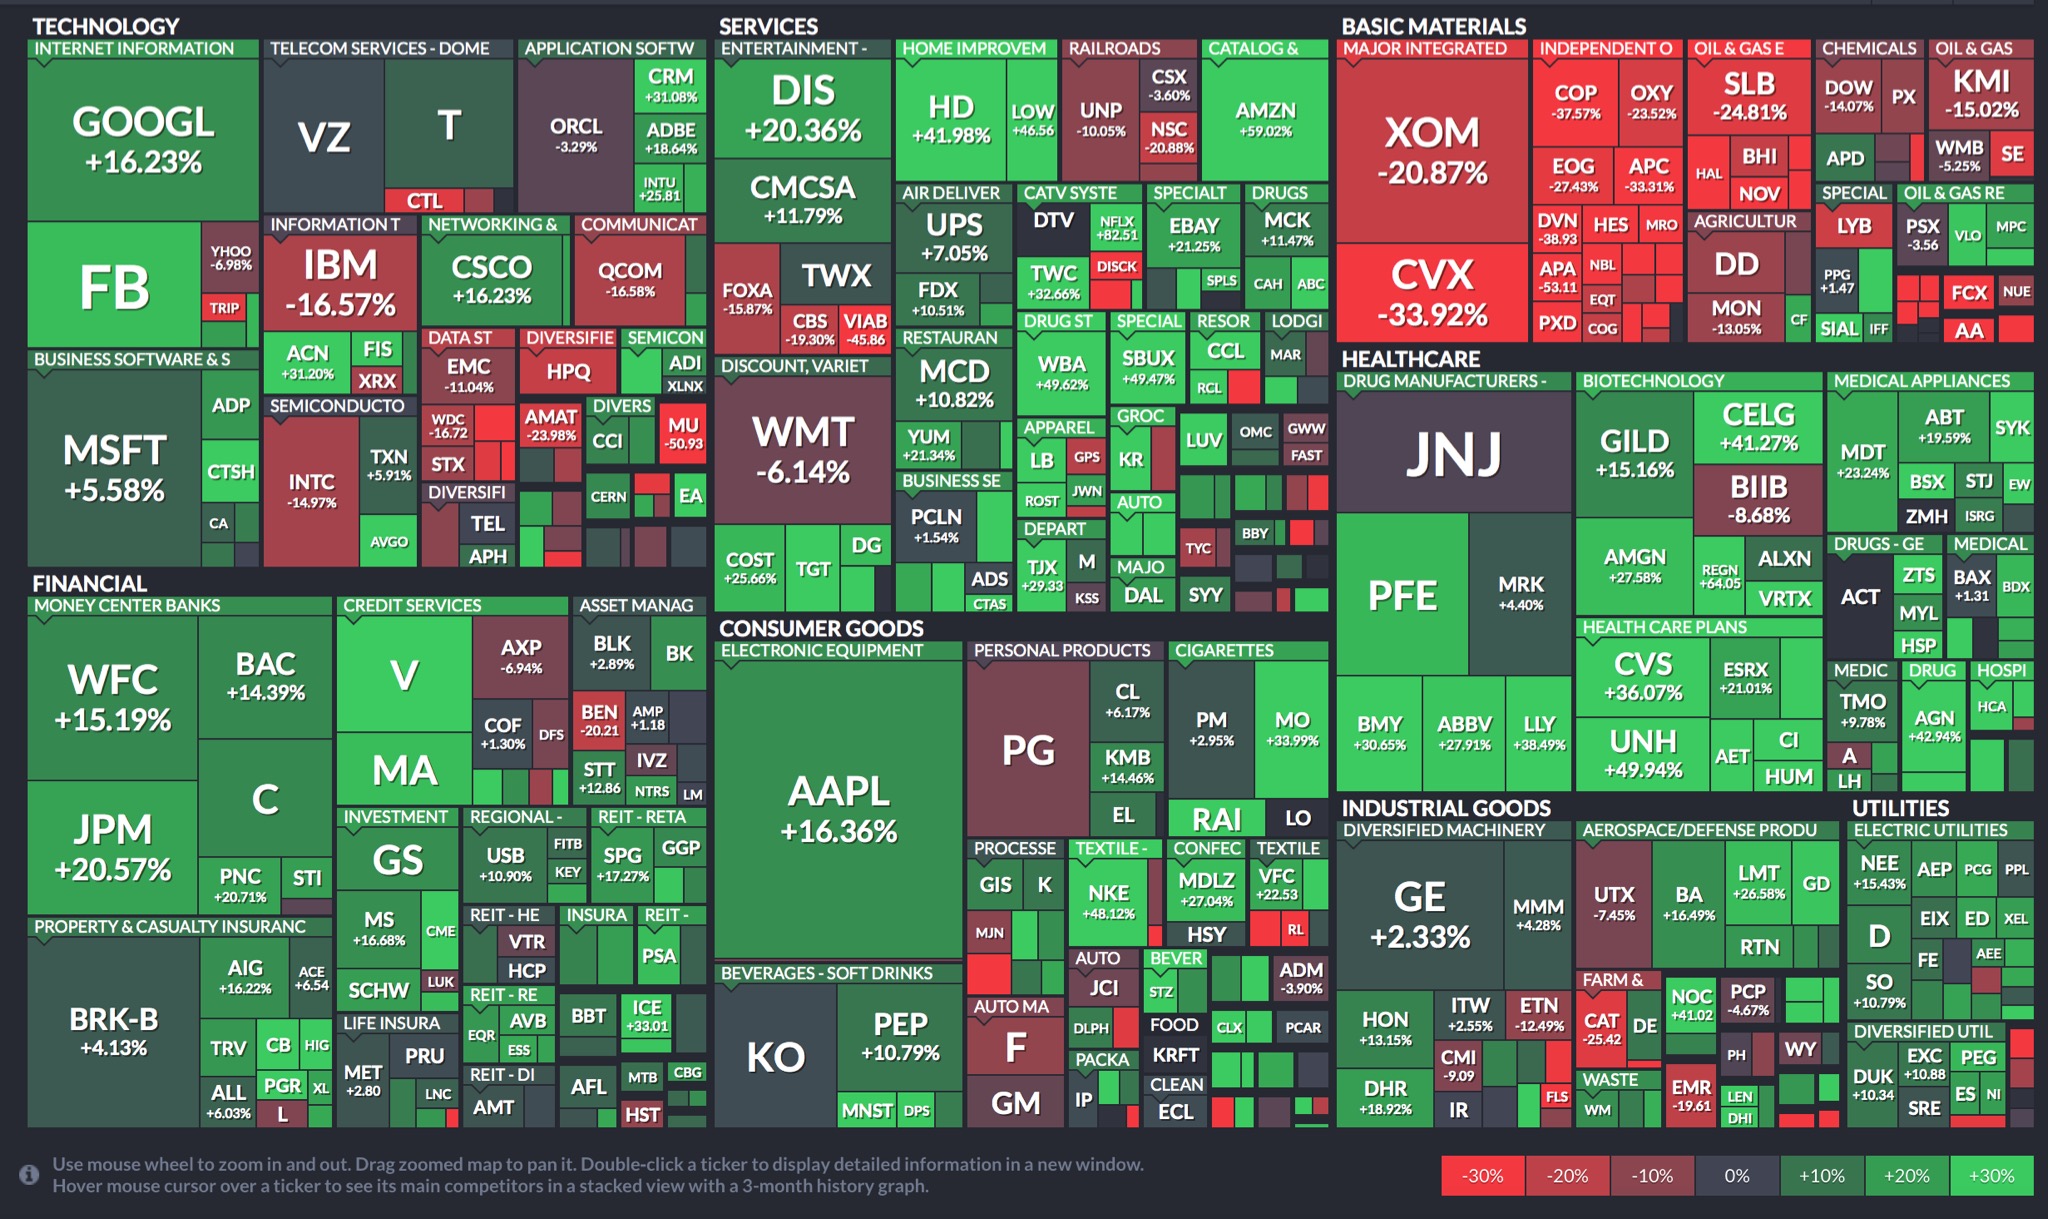 TECHNOLOGY
INTERNET INFORMATION
GOOGL
+16.23%
FB
YHOO
-6.98%
TRIP
TELECOM SERVICES - DOME
VZ
T
CTL
APPLICATION SOFTW
ORCL
-3.29%
CRM
+31.08%
ADBE
+18.64%
INTU
+25.81
INFORMATION T
IBM
-16.57%
ACN
+31.20%
FIS
XRX
NETWORKING &
CSCO
+16.23%
COMMUNICAT
QCOM
-16.58%
BUSINESS SOFTWARE & S
MSFT
+5.58%
ADP
CTSH
CA
SEMICONDUCTO
INTC
-14.97%
TXN
+5.91%
AVGO
DATA ST
EMC
-11.04%
WDC
-16.72
STX
DIVERSIFIE
HPQ
SEMICON
ADI
XLNX
AMAT
-23.98%
DIVERS
CCI
MU
-50.93
DIVERSIFI
TEL
APH
CERN
EA
FINANCIAL
MONEY CENTER BANKS
WFC
+15.19%
BAC
+14.39%
JPM
+20.57%
C
PNC
+20.71%
STI
CREDIT SERVICES
V
MA
AXP
-6.94%
COF
+1.30%
DFS
ASSET MANAG
BLK
+2.89%
BK
BEN
-20.21
AMP
+1.18
STT
+12.86
IVZ
NTRS
LM
PROPERTY & CASUALTY INSURANC
BRK-B
+4.13%
AIG
+16.22%
ACE
+6.54
TRV
CB
HIG
ALL
+6.03%
PGR
XL
L
INVESTMENT
GS
MS
+16.68%
CME
SCHW
LUK
LIFE INSURA
MET
+2.80
PRU
LNC
REGIONAL -
USB
+10.90%
FITB
KEY
REIT - RETA
SPG
+17.27%
GGP
REIT - HE
VTR
HCP
INSURA
REIT -
PSA
REIT - RE
EQR
AVB
ESS
BBT
ICE
+33.01
REIT - DI
AMT
AFL
MTB
CBG
HST
SERVICES
ENTERTAINMENT -
DIS
+20.36%
CMCSA
+11.79%
FOXA
-15.87%
TWX
CBS
-19.30%
VIAB
-45.86
HOME IMPROVEM
HD
+41.98%
LOW
+46.56
RAILROADS
UNP
-10.05%
CSX
-3.60%
NSC
-20.88%
CATALOG &
AMZN
+59.02%
AIR DELIVER
UPS
+7.05%
FDX
+10.51%
CATV SYSTE
DTV
NFLX
+82.51
TWC
+32.66%
DISCK
SPECIALT
EBAY
+21.25%
SPLS
DRUGS
MCK
+11.47%
CAH
ABC
DISCOUNT, VARIET
WMT
-6.14%
COST
+25.66%
TGT
DG
RESTAURAN
MCD
+10.82%
YUM
+21.34%
DRUG ST
WBA
+49.62%
SPECIAL
SBUX
+49.47%
RESOR
CCL
RCL
LODGI
MAR
APPAREL
LB
GPS
ROST
JWN
GROC
KR
LUV
OMC
GWW
FAST
BUSINESS SE
PCLN
+1.54%
ADS
CTAS
DEPART
TJX
+29.33
M
KSS
AUTO
MAJO
DAL
TYC
BBY
SYY
CONSUMER GOODS
ELECTRONIC EQUIPMENT
AAPL
+16.36%
PERSONAL PRODUCTS
PG
CL
+6.17%
KMB
+14.46%
EL
CIGARETTES
PM
+2.95%
MO
+33.99%
RAI
LO
BEVERAGES - SOFT DRINKS
KO
PEP
+10.79%
MNST
DPS
PROCESSE
GIS
K
MJN
TEXTILE -
NKE
+48.12%
CONFEC
MDLZ
+27.04%
HSY
TEXTILE
VFC
+22.53
RL
AUTO MA
F
GM
AUTO
JCI
DLPH
BEVER
STZ
ADM
-3.90%
PACKA
IP
FOOD
KRFT
CLX
PCAR
CLEAN
ECL
BASIC MATERIALS
MAJOR INTEGRATED
XOM
-20.87%
CVX
-33.92%
INDEPENDENT O
COP
-37.57%
OXY
-23.52%
EOG
-27.43%
APC
-33.31%
DVN
-38.93
HES
MRO
APA
-53.11
NBL
EQT
PXD
COG
OIL & GAS E
SLB
-24.81%
HAL
BHI
NOV
CHEMICALS
DOW
-14.07%
PX
APD
OIL & GAS
KMI
-15.02%
WMB
-5.25%
SE
AGRICULTUR
DD
MON
-13.05%
CF
SPECIAL
LYB
PPG
+1.47
SIAL
IFF
OIL & GAS RE
PSX
-3.56
VLO
MPC
FCX
NUE
AA
HEALTHCARE
DRUG MANUFACTURERS -
JNJ
PFE
MRK
+4.40%
BMY
+30.65%
ABBV
+27.91%
LLY
+38.49%
BIOTECHNOLOGY
GILD
+15.16%
CELG
+41.27%
BIIB
-8.68%
AMGN
+27.58%
REGN
+64.05
ALXN
VRTX
MEDICAL APPLIANCES
MDT
+23.24%
ABT
+19.59%
SYK
BSX
STJ
EW
ZMH
ISRG
DRUGS - GE
ACT
ZTS
MYL
HSP
MEDICAL
BAX
+1.31
BDX
HEALTH CARE PLANS
CVS
+36.07%
ESRX
+21.01%
UNH
+49.94%
AET
CI
HUM
MEDIC
TMO
+9.78%
A
LH
DRUG
AGN
+42.94%
HOSPI
HCA
INDUSTRIAL GOODS
DIVERSIFIED MACHINERY
GE
+2.33%
MMM
+4.28%
HON
+13.15%
ITW
+2.55%
ETN
-12.49%
DHR
+18.92%
CMI
-9.09
IR
FLS
AEROSPACE/DEFENSE PRODU
UTX
-7.45%
BA
+16.49%
LMT
+26.58%
GD
RTN
FARM &
CAT
-25.42
DE
NOC
+41.02
PCP
-4.67%
PH
WY
WASTE
WM
EMR
-19.61
LEN
DHI
UTILITIES
ELECTRIC UTILITIES
NEE
+15.43%
AEP
PCG
PPL
D
EIX
ED
XEL
FE
AEE
SO
+10.79%
DIVERSIFIED UTIL
DUK
+10.34
EXC
+10.88
PEG
SRE
ES
NI
Use mouse wheel to zoom in and out. Drag zoomed map to pan it. Double-click a ticker to display detailed information in a new window.
Hover mouse cursor over a ticker to see its main competitors in a stacked view with a 3-month history graph.
-30%
-20%
-10%
0%
+10%
+20%
+30%